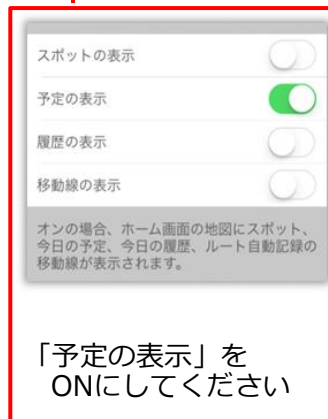 スポットの表示
予定の表示
履歴の表示
移動線の表示
オンの場合、ホーム画面の地図にスポット、
今日の予定、今日の履歴、ルート自動記録の
移動線が表示されます。
「予定の表示」を
ONにしてください